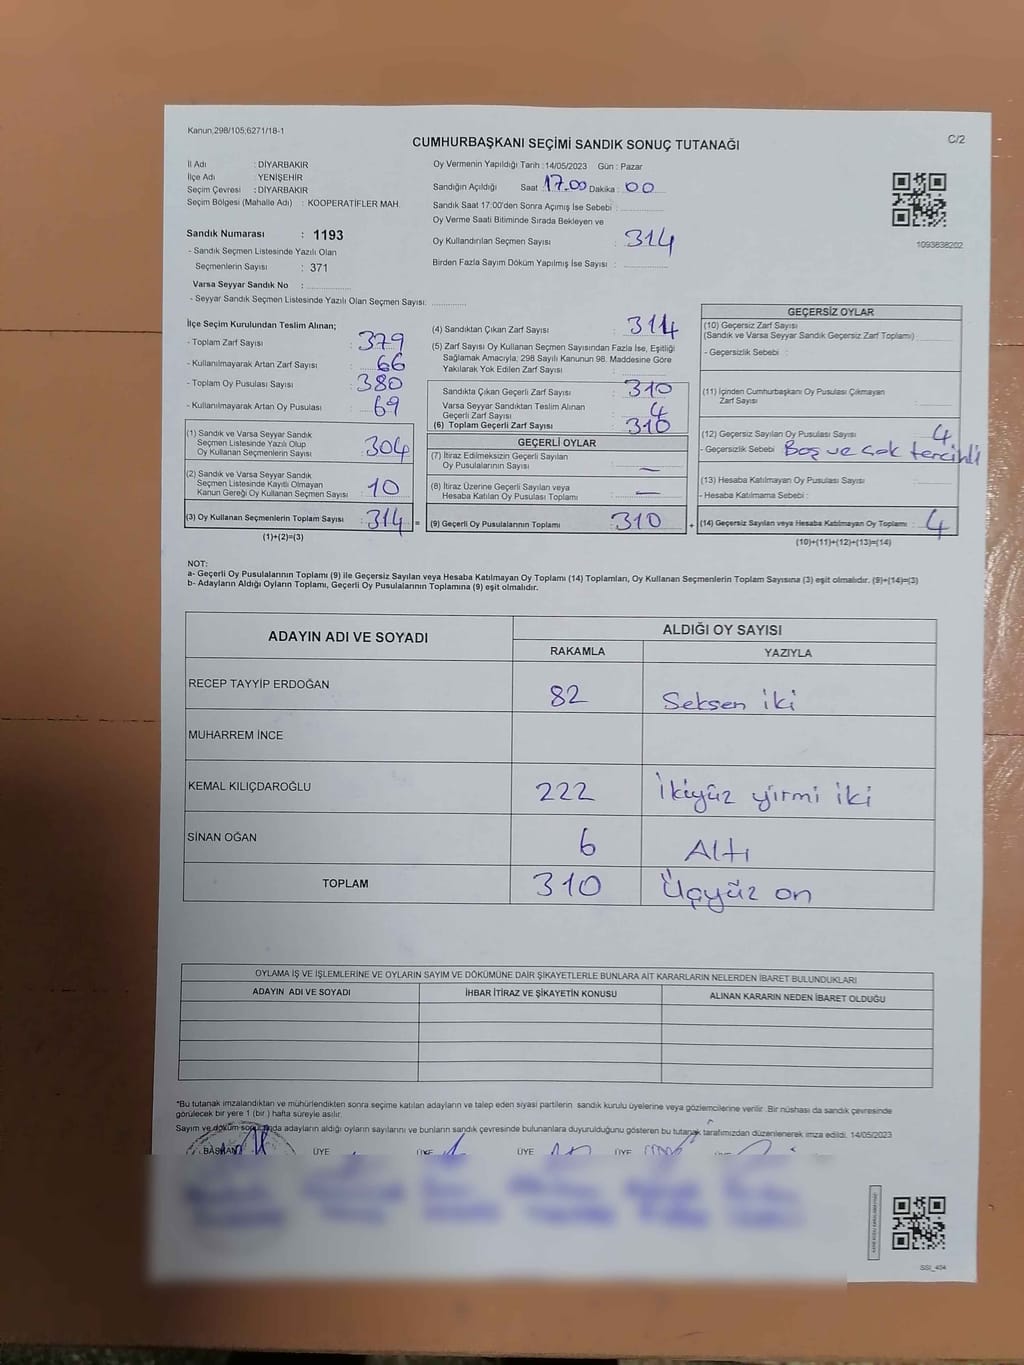 Kanun,298/105;6271/18-1
C/2
CUMHURBAŞKANI SEÇİMİ SANDIK SONUÇ TUTANAĞI
İl Adı : DİYARBAKIR
İlçe Adı : YENİŞEHİR
Seçim Çevresi : DİYARBAKIR
Seçim Bölgesi (Mahalle Adı) : KOOPERATİFLER MAH.
Sandık Numarası : 1193
- Sandık Seçmen Listesinde Yazılı Olan
Seçmenlerin Sayısı : 371
Varsa Seyyar Sandık No :
- Seyyar Sandık Seçmen Listesinde Yazılı Olan Seçmen Sayısı:
Oy Vermenin Yapıldığı Tarih :14/05/2023 Gün : Pazar
Sandığın Açıldığı Saat 17.00 Dakika : 00
Sandık Saat 17:00'den Sonra Açımış İse Sebebi :
Oy Verme Saati Bitiminde Sırada Bekleyen ve
Oy Kullandırılan Seçmen Sayısı : 314
Birden Fazla Sayım Döküm Yapılmış İse Sayısı :
1093838202
İlçe Seçim Kurulundan Teslim Alınan;
- Toplam Zarf Sayısı : 379
- Kullanılmayarak Artan Zarf Sayısı : 66
- Toplam Oy Pusulası Sayısı : 380
- Kullanılmayarak Artan Oy Pusulası : 69
(1) Sandık ve Varsa Seyyar Sandık
Seçmen Listesinde Yazılı Olup
Oy Kullanan Seçmenlerin Sayısı : 304
(2) Sandık ve Varsa Seyyar Sandık
Seçmen Listesinde Kayıtlı Olmayan
Kanun Gereği Oy Kullanan Seçmen Sayısı : 10
(3) Oy Kullanan Seçmenlerin Toplam Sayısı : 314 =
(1)+(2)=(3)
(4) Sandıktan Çıkan Zarf Sayısı : 314
(5) Zarf Sayısı Oy Kullanan Seçmen Sayısından Fazla İse, Eşitliği
Sağlamak Amacıyla; 298 Sayılı Kanunun 98. Maddesine Göre
Yakılarak Yok Edilen Zarf Sayısı :
Sandıkta Çıkan Geçerli Zarf Sayısı : 310
Varsa Seyyar Sandıktan Teslim Alınan
Geçerli Zarf Sayısı : 4
(6) Toplam Geçerli Zarf Sayısı : 310
GEÇERLİ OYLAR
(7) İtiraz Edilmeksizin Geçerli Sayılan
Oy Pusulalarının Sayısı : —
(8) İtiraz Üzerine Geçerli Sayılan veya
Hesaba Katılan Oy Pusulası Toplamı : —
(9) Geçerli Oy Pusulalarının Toplamı : 310 +
GEÇERSİZ OYLAR
(10) Geçersiz Zarf Sayısı
(Sandık ve Varsa Seyyar Sandık Geçersiz Zarf Toplamı) :
- Geçersizlik Sebebi :
(11) İçinden Cumhurbaşkanı Oy Pusulası Çıkmayan
Zarf Sayısı :
(12) Geçersiz Sayılan Oy Pusulası Sayısı : 4
- Geçersizlik Sebebi : Boş ve çok tercihli
(13) Hesaba Katılmayan Oy Pusulası Sayısı :
- Hesaba Katılmama Sebebi :
(14) Geçersiz Sayılan veya Hesaba Katılmayan Oy Toplamı : 4
(10)+(11)+(12)+(13)=(14)
NOT:
a- Geçerli Oy Pusulalarının Toplamı (9) ile Geçersiz Sayılan veya Hesaba Katılmayan Oy Toplamı (14) Toplamları, Oy Kullanan Seçmenlerin Toplam Sayısına (3) eşit olmalıdır. (9)+(14)=(3)
b- Adayların Aldığı Oyların Toplamı, Geçerli Oy Pusulalarının Toplamına (9) eşit olmalıdır.
ADAYIN ADI VE SOYADI
ALDIĞI OY SAYISI
RAKAMLA YAZIYLA
RECEP TAYYİP ERDOĞAN 82 Seksen iki
MUHARREM İNCE
KEMAL KILIÇDAROĞLU 222 İkiyüz yirmi iki
SİNAN OĞAN 6 Altı
TOPLAM 310 Üçyüz on
OYLAMA İŞ VE İŞLEMLERİNE VE OYLARIN SAYIM VE DÖKÜMÜNE DAİR ŞİKAYETLERLE BUNLARA AİT KARARLARIN NELERDEN İBARET BULUNDUKLARI
ADAYIN ADI VE SOYADI İHBAR İTİRAZ VE ŞİKAYETİN KONUSU ALINAN KARARIN NEDEN İBARET OLDUĞU
*Bu tutanak imzalandıktan ve mühürlendikten sonra seçime katılan adayların ve talep eden siyasi partilerin sandık kurulu üyelerine veya gözlemcilerine verilir. Bir nüshası da sandık çevresinde
görülecek bir yere 1 (bir ) hafta süreyle asılır.
Sayım ve döküm sonunda adayların aldığı oyların sayılarını ve bunların sandık çevresinde bulunanlara duyurulduğunu gösteren bu tutanak tarafımızdan düzenlenerek imza edildi. 14/05/2023
BAŞKAN ÜYE ÜYE ÜYE ÜYE
SSI_404